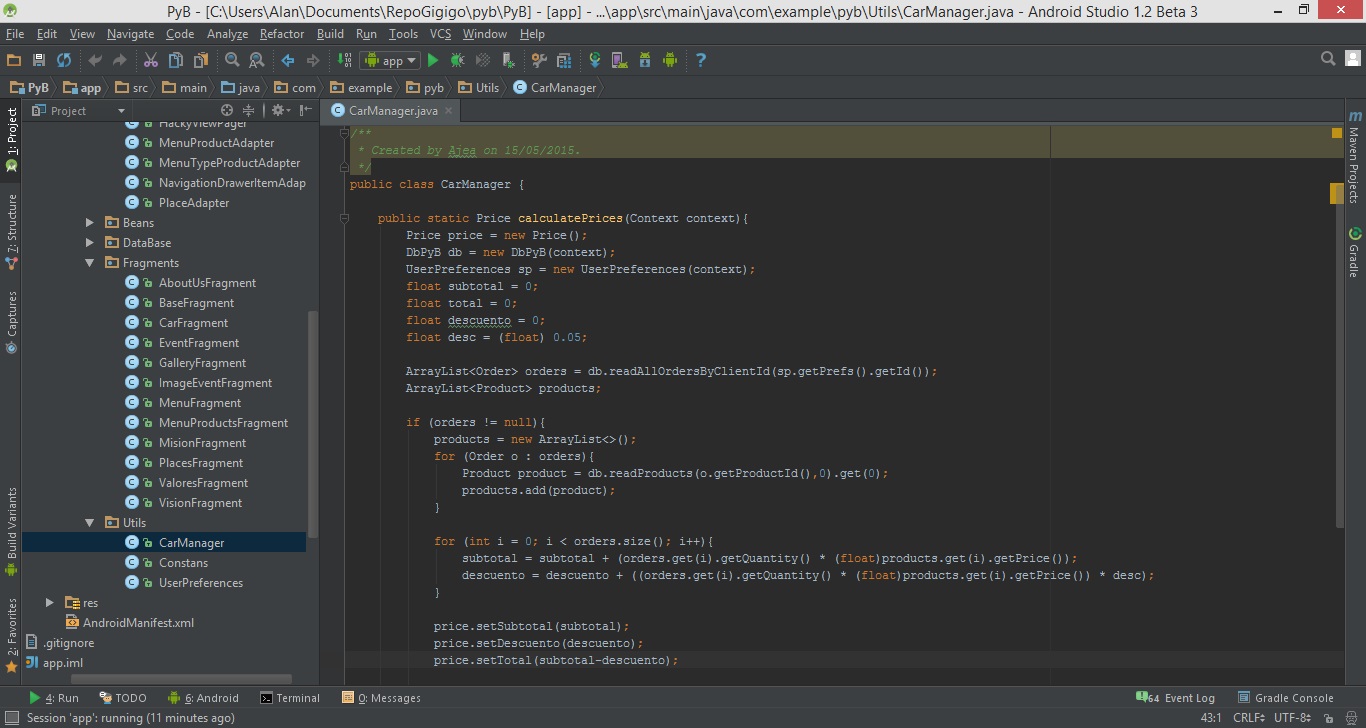 PyB - [C:\Users\Alan\Documents\RepoGigigo\pyb\PyB] - [app] - ...\app\src\main\java\com\example\pyb\Utils\CarManager.java - Android Studio 1.2 Beta 3
File Edit View Navigate Code Analyze Refactor Build Run Tools VCS Window Help
app
PyB app src main java com example pyb Utils CarManager
Project
CarManager.java
1: Project
7: Structure
Captures
Build Variants
2: Favorites
HackyViewPager
MenuProductAdapter
MenuTypeProductAdapter
NavigationDrawerItemAdap
PlaceAdapter
Beans
DataBase
Fragments
AboutUsFragment
BaseFragment
CarFragment
EventFragment
GalleryFragment
ImageEventFragment
MenuFragment
MenuProductsFragment
MisionFragment
PlacesFragment
ValoresFragment
VisionFragment
Utils
CarManager
Constans
UserPreferences
res
AndroidManifest.xml
.gitignore
app.iml
/**
 * Created by Ajea on 15/05/2015.
 */
public class CarManager {
    public static Price calculatePrices(Context context){
        Price price = new Price();
        DbPyB db = new DbPyB(context);
        UserPreferences sp = new UserPreferences(context);
        float subtotal = 0;
        float total = 0;
        float descuento = 0;
        float desc = (float) 0.05;
        ArrayList<Order> orders = db.readAllOrdersByClientId(sp.getPrefs().getId());
        ArrayList<Product> products;
        if (orders != null){
            products = new ArrayList<>();
            for (Order o : orders){
                Product product = db.readProducts(o.getProductId(),0).get(0);
                products.add(product);
            }
            for (int i = 0; i < orders.size(); i++){
                subtotal = subtotal + (orders.get(i).getQuantity() * (float)products.get(i).getPrice());
                descuento = descuento + ((orders.get(i).getQuantity() * (float)products.get(i).getPrice()) * desc);
            }
            price.setSubtotal(subtotal);
            price.setDescuento(descuento);
            price.setTotal(subtotal-descuento);
Maven Projects
Gradle
4: Run TODO 6: Android Terminal 0: Messages 64 Event Log Gradle Console
Session 'app': running (11 minutes ago) 43:1 CRLF UTF-8